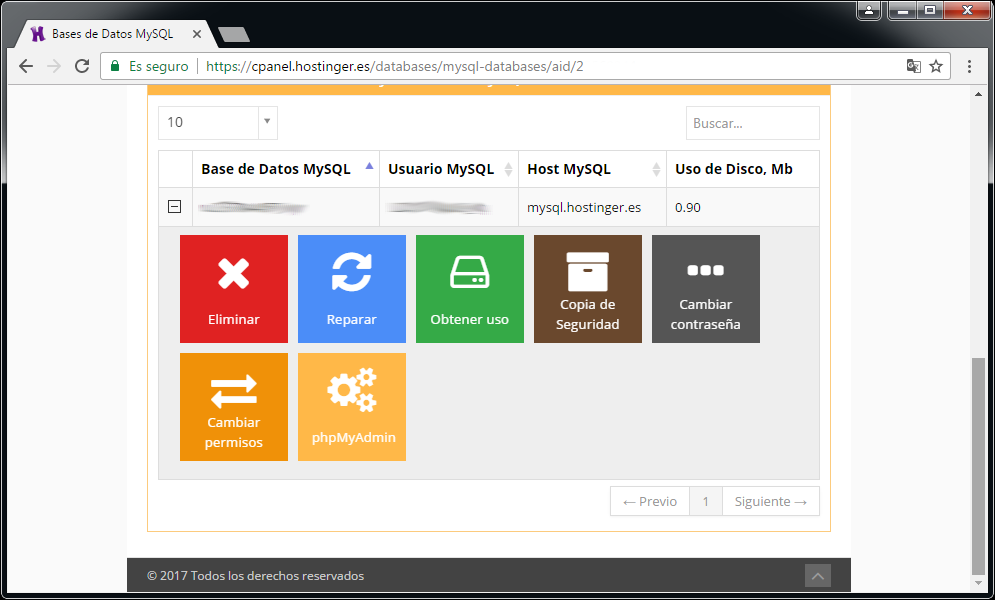 Bases de Datos MySQL
Es seguro https://cpanel.hostinger.es/databases/mysql-databases/aid/2
10
Buscar...
Base de Datos MySQL Usuario MySQL Host MySQL Uso de Disco, Mb
mysql.hostinger.es 0.90
Eliminar
Reparar
Obtener uso
Copia de
Seguridad
Cambiar
contraseña
Cambiar
permisos
phpMyAdmin
← Previo 1 Siguiente →
© 2017 Todos los derechos reservados